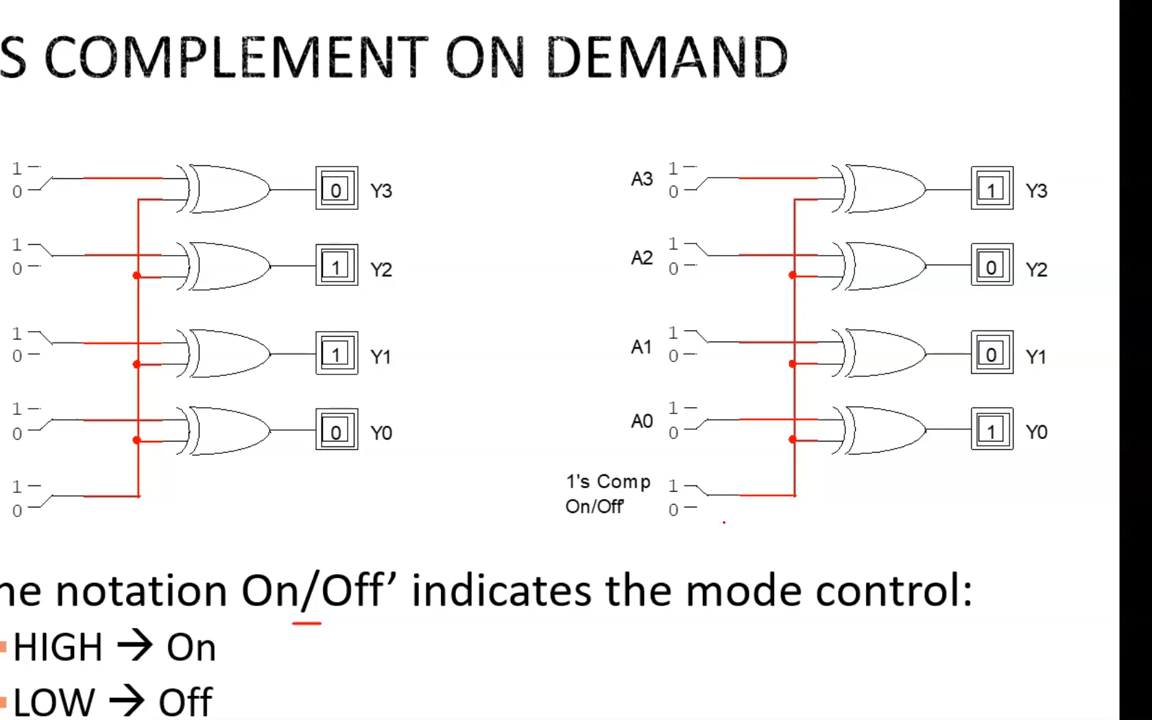 S COMPLEMENT ON DEMAND
1
0
0 Y3
1
0
1 Y2
1
0
1 Y1
1
0
0 Y0
1
0
A3 1
0
1 Y3
A2 1
0
0 Y2
A1 1
0
0 Y1
A0 1
0
1 Y0
1's Comp 1
On/Off' 0
he notation On/Off’ indicates the mode control:
HIGH → On
LOW → Off